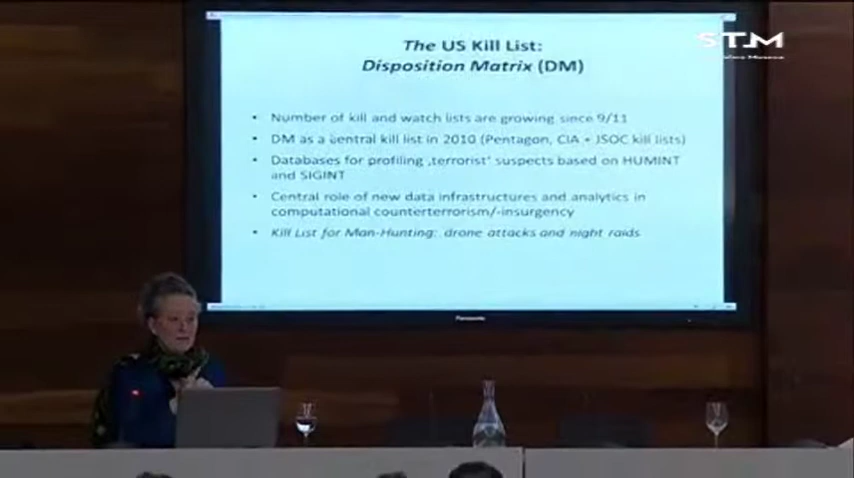 The US Kill List:
Disposition Matrix (DM)
• Number of kill and watch lists are growing since 9/11
• DM as a central kill list in 2010 (Pentagon, CIA + JSOC kill lists)
• Databases for profiling ‚terrorist' suspects based on HUMINT
and SIGINT
• Central role of new data infrastructures and analytics in
computational counterterrorism/-insurgency
• Kill List for Man-Hunting: drone attacks and night raids
Panasonic